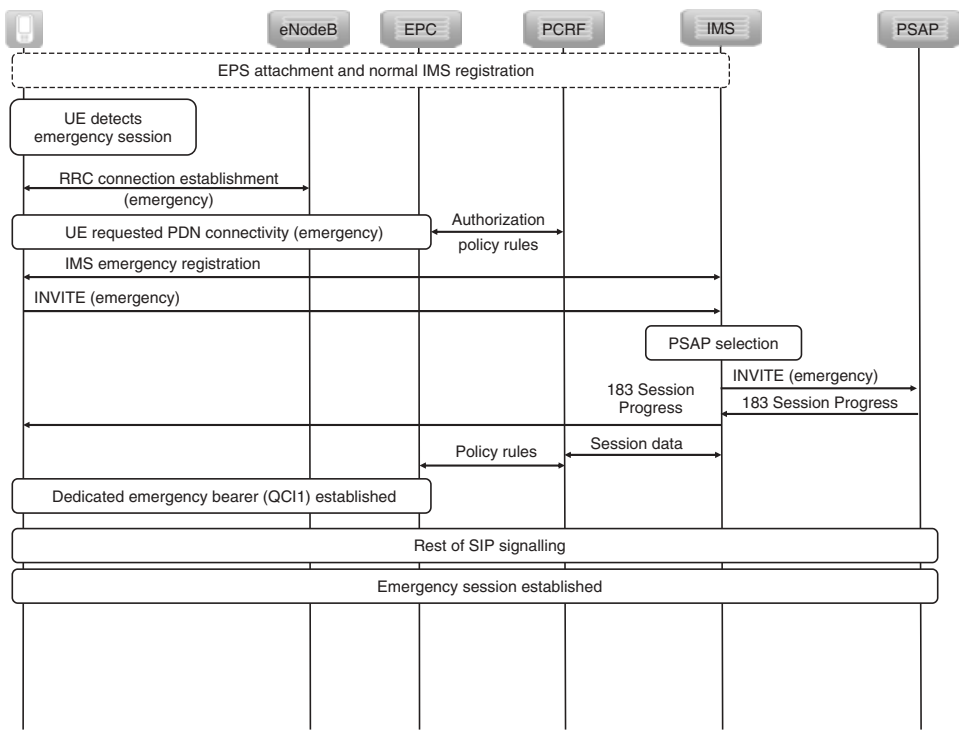 eNodeB
EPC
PCRF
IMS
PSAP
EPS attachment and normal IMS registration
UE detects
emergency session
RRC connection establishment
(emergency)
Authorization
policy rules
UE requested PDN connectivity (emergency)
IMS emergency registration
INVITE (emergency)
PSAP selection
INVITE (emergency)
183 Session Progress
183 Session
Progress
Session data
Policy rules
Dedicated emergency bearer (QCI1) established
Rest of SIP signalling
Emergency session established